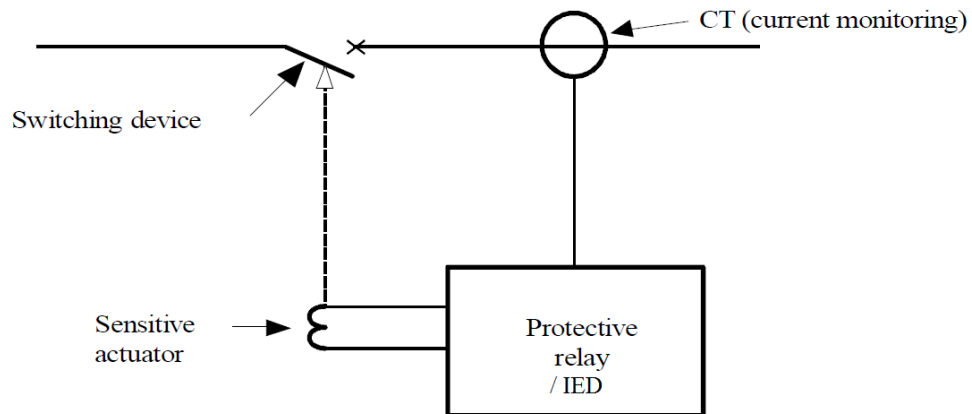 CT (current monitoring)
Switching device
Sensitive
actuator
Protective
relay
/ IED